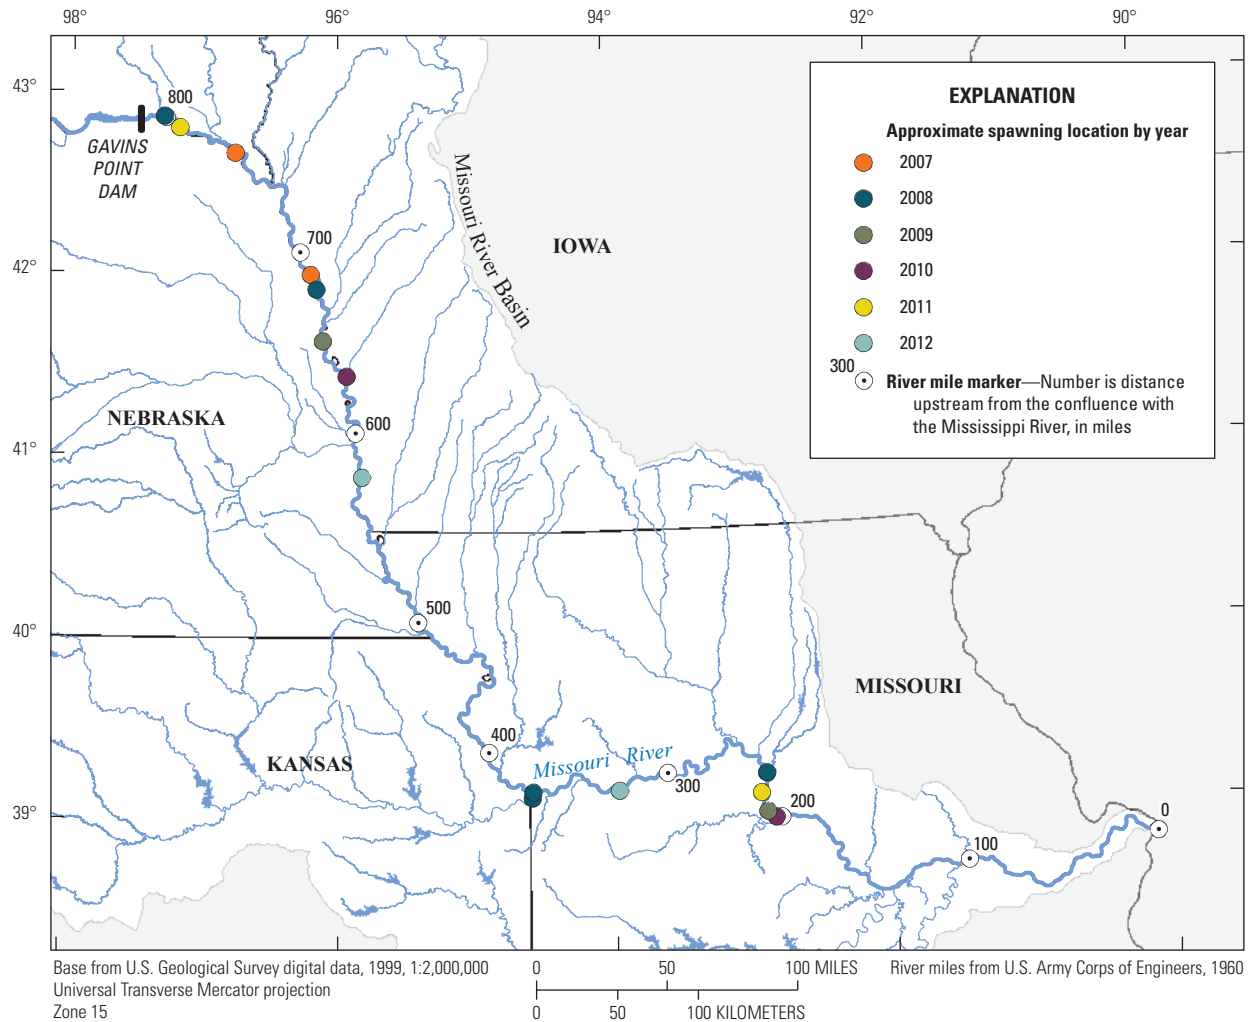 98°
96°
94°
92°
90°
43°
42°
41°
40°
39°
800
GAVINS
POINT
DAM
700
600
500
400
300
200
100
0
Missouri River Basin
IOWA
NEBRASKA
KANSAS
MISSOURI
Missouri River
EXPLANATION
Approximate spawning location by year
2007
2008
2009
2010
2011
2012
300
River mile marker—Number is distance
upstream from the confluence with
the Mississippi River, in miles
Base from U.S. Geological Survey digital data, 1999, 1:2,000,000
Universal Transverse Mercator projection
Zone 15
0 50 100 MILES
0 50 100 KILOMETERS
River miles from U.S. Army Corps of Engineers, 1960